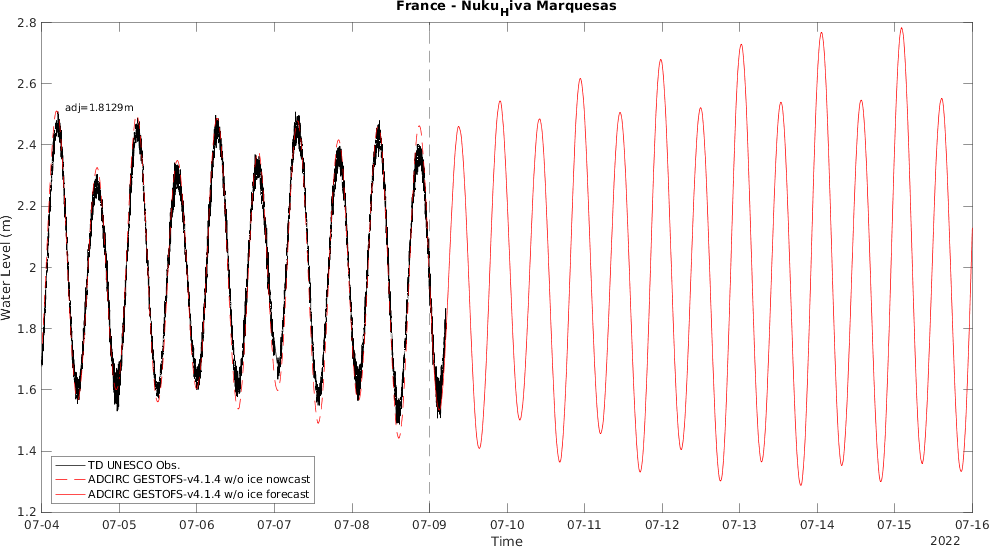 France - Nuku_Hiva Marquesas
2.8
2.6
2.4
2.2
2
1.8
1.6
1.4
1.2
Water Level (m)
adj=1.8129m
TD UNESCO Obs.
ADCIRC GESTOFS-v4.1.4 w/o ice nowcast
ADCIRC GESTOFS-v4.1.4 w/o ice forecast
07-04 07-05 07-06 07-07 07-08 07-09 07-10 07-11 07-12 07-13 07-14 07-15 07-16
Time
2022